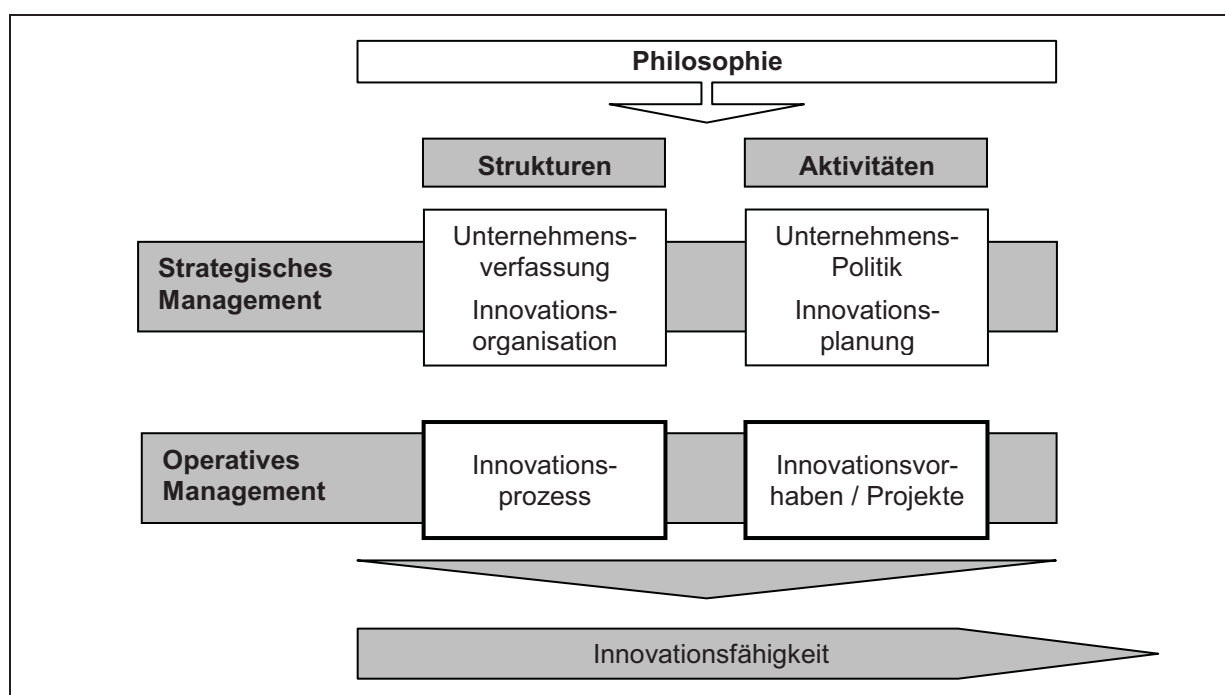 Philosophie
Strukturen
Aktivitäten
Strategisches
Management
Unternehmens-
verfassung
Innovations-
organisation
Unternehmens-
Politik
Innovations-
planung
Operatives
Management
Innovations-
prozess
Innovationsvor-
haben / Projekte
Innovationsfähigkeit